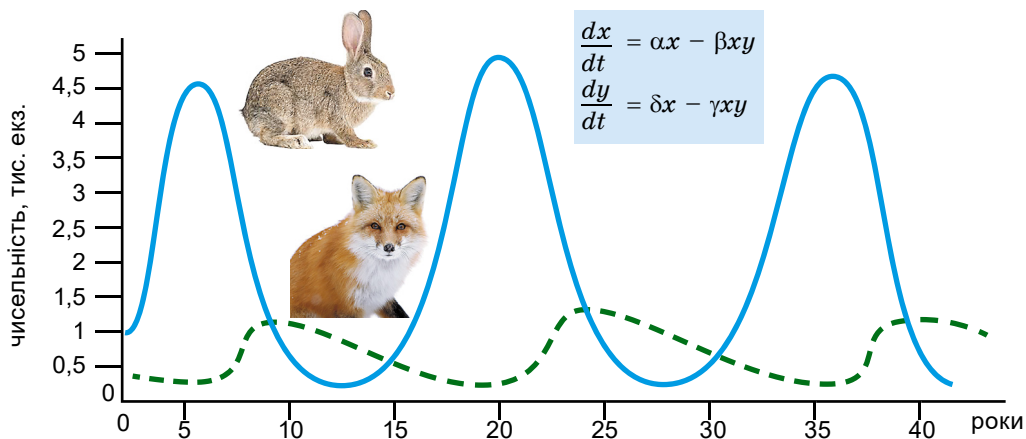 dx/dt = αx − βxy
dy/dt = δx − γxy
чисельність, тис. екз.
5
4,5
4
3,5
3
2,5
2
1,5
1
0,5
0
0 5 10 15 20 25 30 35 40 роки